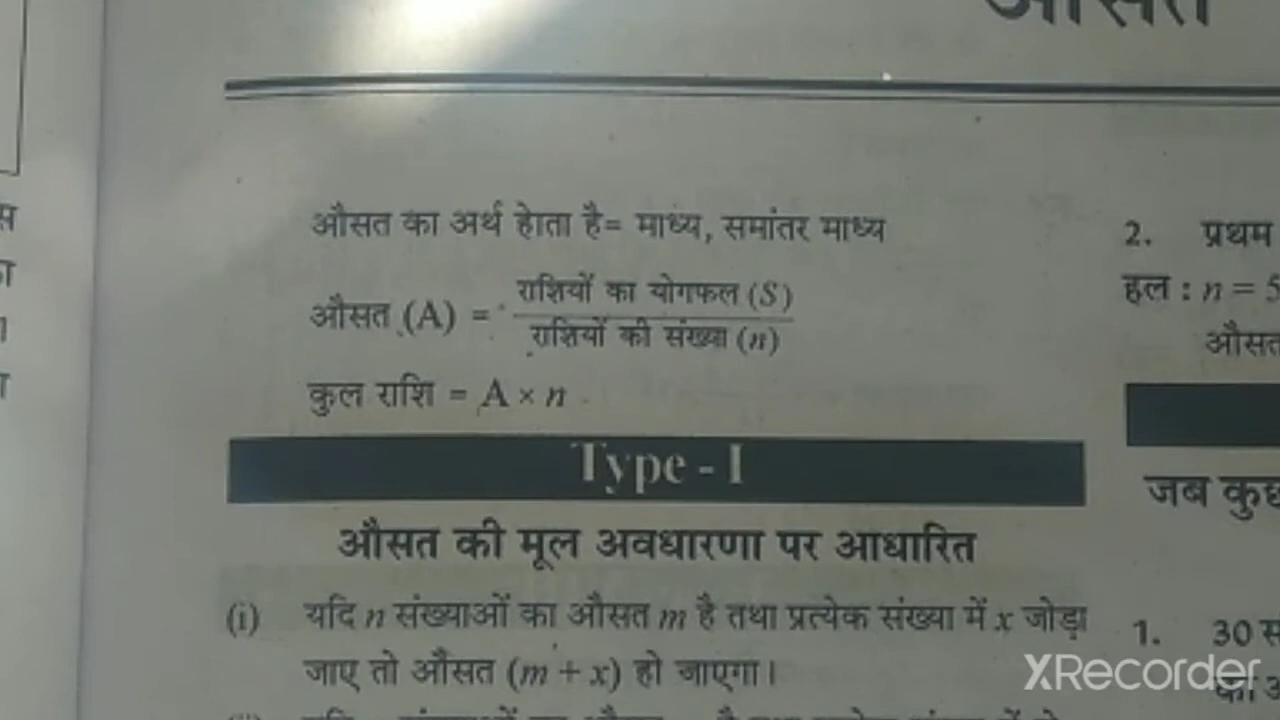 औसत
औसत का अर्थ हेाता है= माध्य, समांतर माध्य
औसत (A) = राशियों का योगफल (S)
राशियों की संख्या (n)
कुल राशि = A × n
Type - I
औसत की मूल अवधारणा पर आधारित
(i) यदि n संख्याओं का औसत m है तथा प्रत्येक संख्या में x जोड़ा
जाए तो औसत (m + x) हो जाएगा।
2. प्रथम
हल : n = 5
औसत
जब कुछ
1. 30
XRecorder